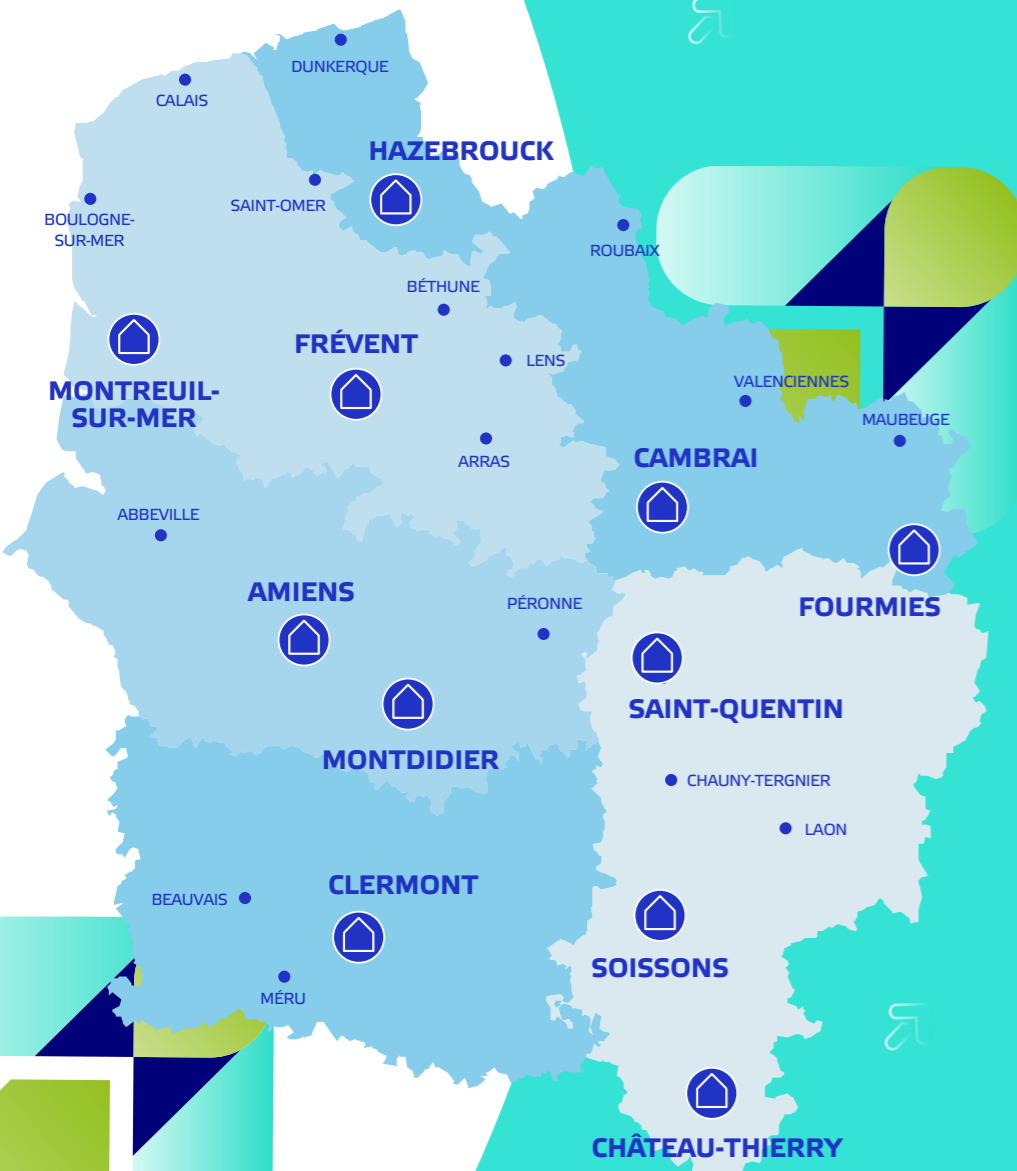 DUNKERQUE
CALAIS
HAZEBROUCK
SAINT-OMER
BOULOGNE-
SUR-MER
ROUBAIX
BÉTHUNE
FRÉVENT
LENS
MONTREUIL-
SUR-MER
VALENCIENNES
MAUBEUGE
ARRAS
CAMBRAI
ABBEVILLE
AMIENS
PÉRONNE
FOURMIES
SAINT-QUENTIN
MONTDIDIER
CHAUNY-TERGNIER
LAON
CLERMONT
BEAUVAIS
SOISSONS
MÉRU
CHÂTEAU-THIERRY